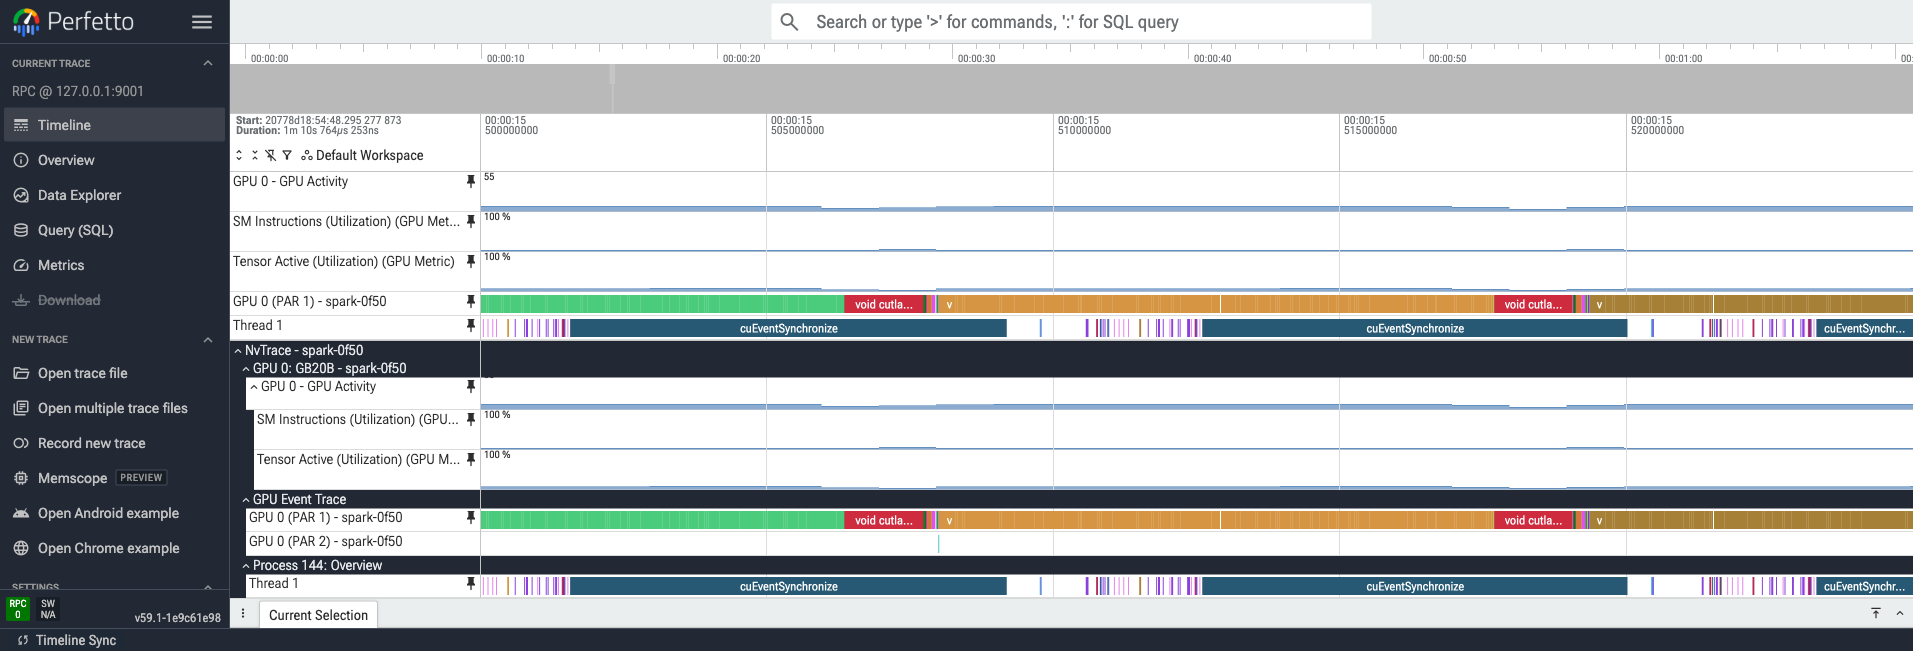 Perfetto
Search or type '>' for commands, ':' for SQL query
CURRENT TRACE
RPC @ 127.0.0.1:9001
Timeline
Overview
Data Explorer
Query (SQL)
Metrics
Download
NEW TRACE
Open trace file
Open multiple trace files
Record new trace
Memscope PREVIEW
Open Android example
Open Chrome example
SETTINGS
RPC
0
SW
N/A
v59.1-1e9c61e98
Timeline Sync
00:00:00 00:00:10 00:00:20 00:00:30 00:00:40 00:00:50 00:01:00 00:
Start: 20778d18:54:48.295 277 873
Duration: 1m 10s 764µs 253ns
00:00:15 00:00:15 00:00:15 00:00:15 00:00:15
500000000 505000000 510000000 515000000 520000000
Default Workspace
GPU 0 - GPU Activity 55
SM Instructions (Utilization) (GPU Met... 100 %
Tensor Active (Utilization) (GPU Metric) 100 %
GPU 0 (PAR 1) - spark-0f50 void cutla... v void cutla... v
Thread 1 cuEventSynchronize cuEventSynchronize cuEventSynchr...
NvTrace - spark-0f50
GPU 0: GB20B - spark-0f50
GPU 0 - GPU Activity
SM Instructions (Utilization) (GPU... 100 %
Tensor Active (Utilization) (GPU M... 100 %
GPU Event Trace
GPU 0 (PAR 1) - spark-0f50 void cutla... v void cutla... v
GPU 0 (PAR 2) - spark-0f50
Process 144: Overview
Thread 1 cuEventSynchronize cuEventSynchronize cuEventSynchr...
Current Selection